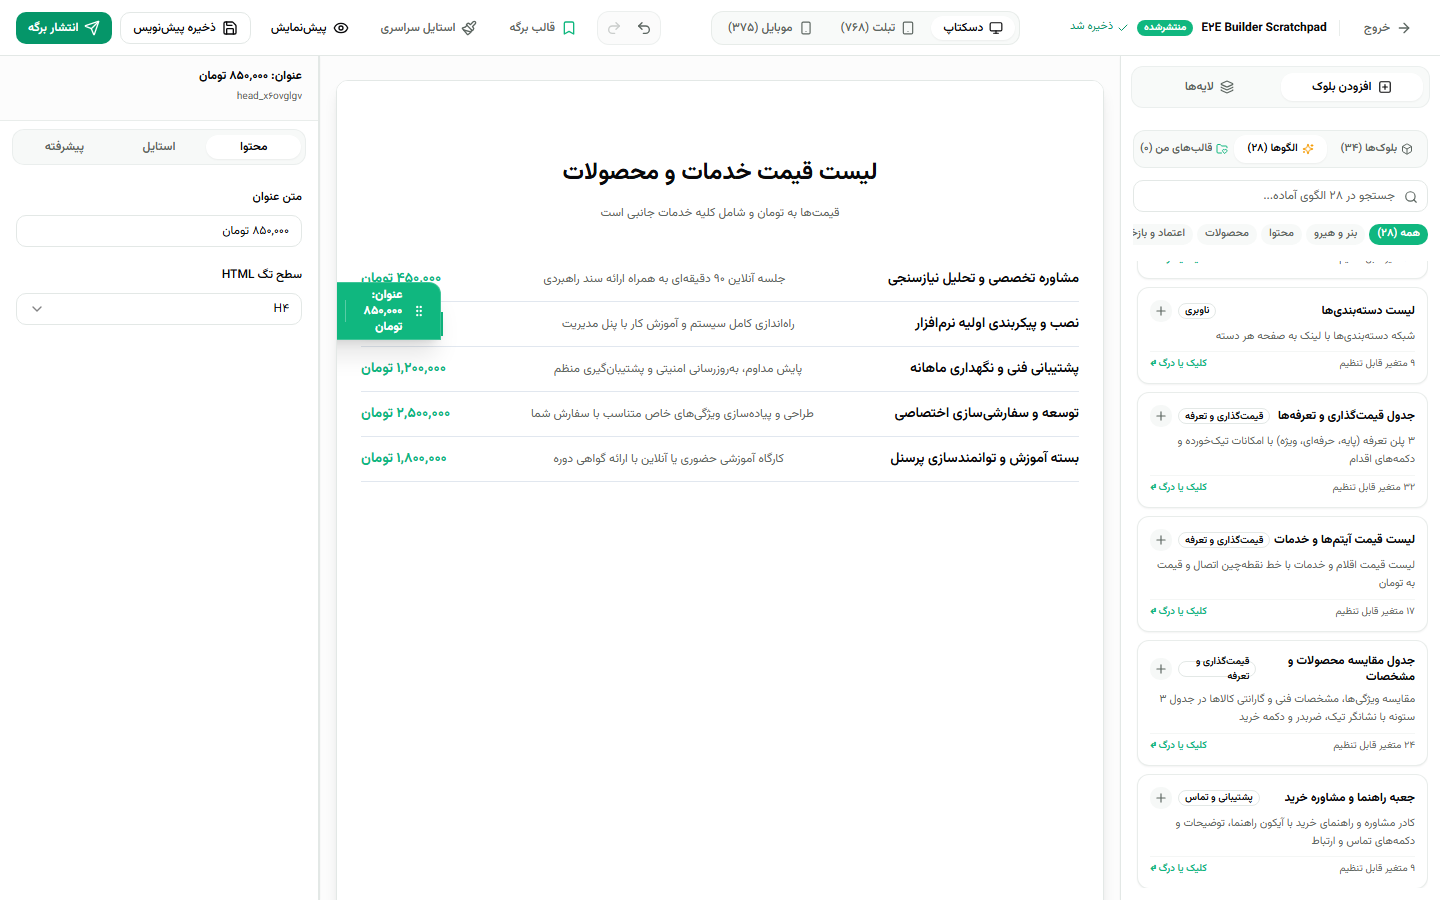 خروج
E2E Builder Scratchpad
منتشرشده
ذخیره شد
دسکتاپ
تبلت (۷۶۸)
موبایل (۳۷۵)
قالب برگه
استایل سراسری
پیش‌نمایش
ذخیره پیش‌نویس
انتشار برگه
افزودن بلوک
لایه‌ها
بلوک‌ها (۳۴)
الگوها (۲۸)
قالب‌های من (۰)
جستجو در ۲۸ الگوی آماده...
همه (۲۸)
بنر و هیرو
محتوا
محصولات
اعتماد و بازخ
لیست دسته‌بندی‌ها
ناوبری
شبکه دسته‌بندی‌ها با لینک به صفحه هر دسته
۹ متغیر قابل تنظیم
کلیک یا درگ
جدول قیمت‌گذاری و تعرفه‌ها
قیمت‌گذاری و تعرفه
۳ پلن تعرفه (پایه، حرفه‌ای، ویژه) با امکانات تیک‌خورده و
دکمه‌های اقدام
۳۲ متغیر قابل تنظیم
کلیک یا درگ
لیست قیمت آیتم‌ها و خدمات
قیمت‌گذاری و تعرفه
لیست قیمت اقلام و خدمات با خط نقطه‌چین اتصال و قیمت
به تومان
۱۷ متغیر قابل تنظیم
کلیک یا درگ
جدول مقایسه محصولات و
مشخصات
قیمت‌گذاری و
تعرفه
مقایسه ویژگی‌ها، مشخصات فنی و گارانتی کالاها در جدول ۳
ستونه با نشانگر تیک، ضربدر و دکمه خرید
۲۴ متغیر قابل تنظیم
کلیک یا درگ
جعبه راهنما و مشاوره خرید
پشتیبانی و تماس
کادر مشاوره و راهنمای خرید با آیکون راهنما، توضیحات و
دکمه‌های تماس و ارتباط
۹ متغیر قابل تنظیم
کلیک یا درگ
لیست قیمت خدمات و محصولات
قیمت‌ها به تومان و شامل کلیه خدمات جانبی است
مشاوره تخصصی و تحلیل نیازسنجی
جلسه آنلاین ۹۰ دقیقه‌ای به همراه ارائه سند راهبردی
۴۵۰,۰۰۰ تومان
نصب و پیکربندی اولیه نرم‌افزار
راه‌اندازی کامل سیستم و آموزش کار با پنل مدیریت
عنوان:
۸۵۰,۰۰۰
تومان
پشتیبانی فنی و نگهداری ماهانه
پایش مداوم، به‌روزرسانی امنیتی و پشتیبان‌گیری منظم
۱,۲۰۰,۰۰۰ تومان
توسعه و سفارشی‌سازی اختصاصی
طراحی و پیاده‌سازی ویژگی‌های خاص متناسب با سفارش شما
۲,۵۰۰,۰۰۰ تومان
بسته آموزش و توانمندسازی پرسنل
کارگاه آموزشی حضوری یا آنلاین با ارائه گواهی دوره
۱,۸۰۰,۰۰۰ تومان
عنوان: ۸۵۰,۰۰۰ تومان
head_x۶ovglgv
محتوا
استایل
پیشرفته
متن عنوان
۸۵۰,۰۰۰ تومان
سطح تگ HTML
H۴